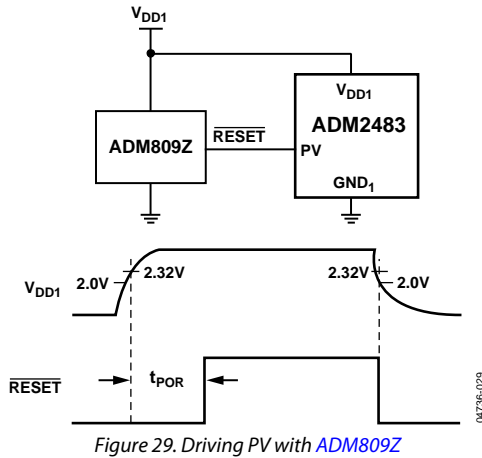 VDD1
VDD1
ADM2483
ADM809Z
RESET
PV
GND1
2.32V
2.32V
VDD1
2.0V
2.0V
RESET
tPOR
04736-029
Figure 29. Driving PV with ADM809Z